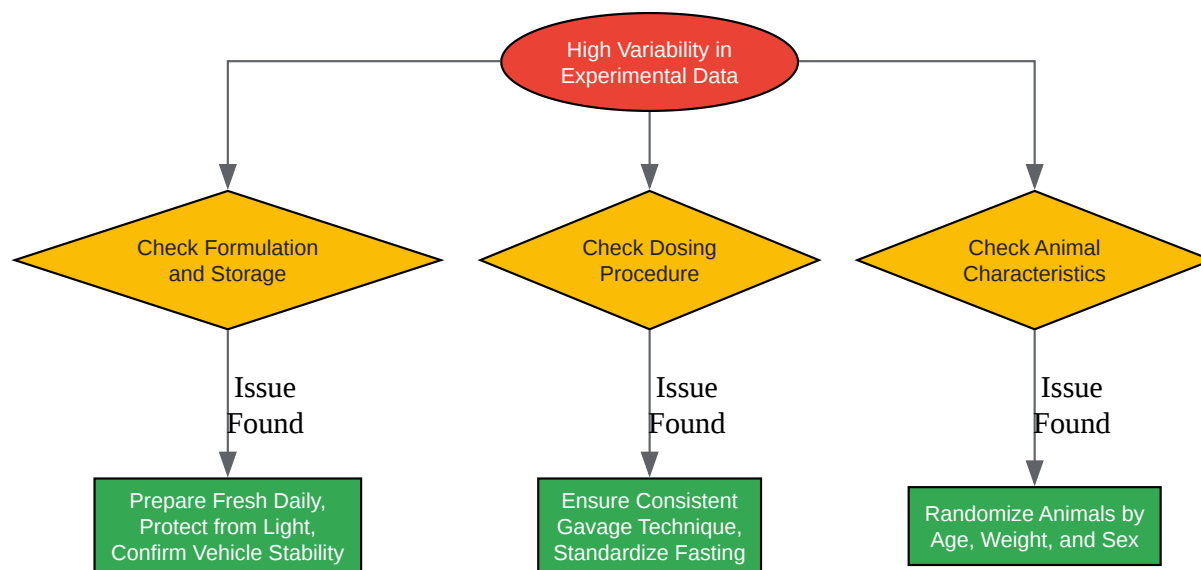 High Variability in
Experimental Data
Check Formulation
and Storage
Check Dosing
Procedure
Check Animal
Characteristics
Issue
Found
Issue
Found
Issue
Found
Prepare Fresh Daily,
Protect from Light,
Confirm Vehicle Stability
Ensure Consistent
Gavage Technique,
Standardize Fasting
Randomize Animals by
Age, Weight, and Sex